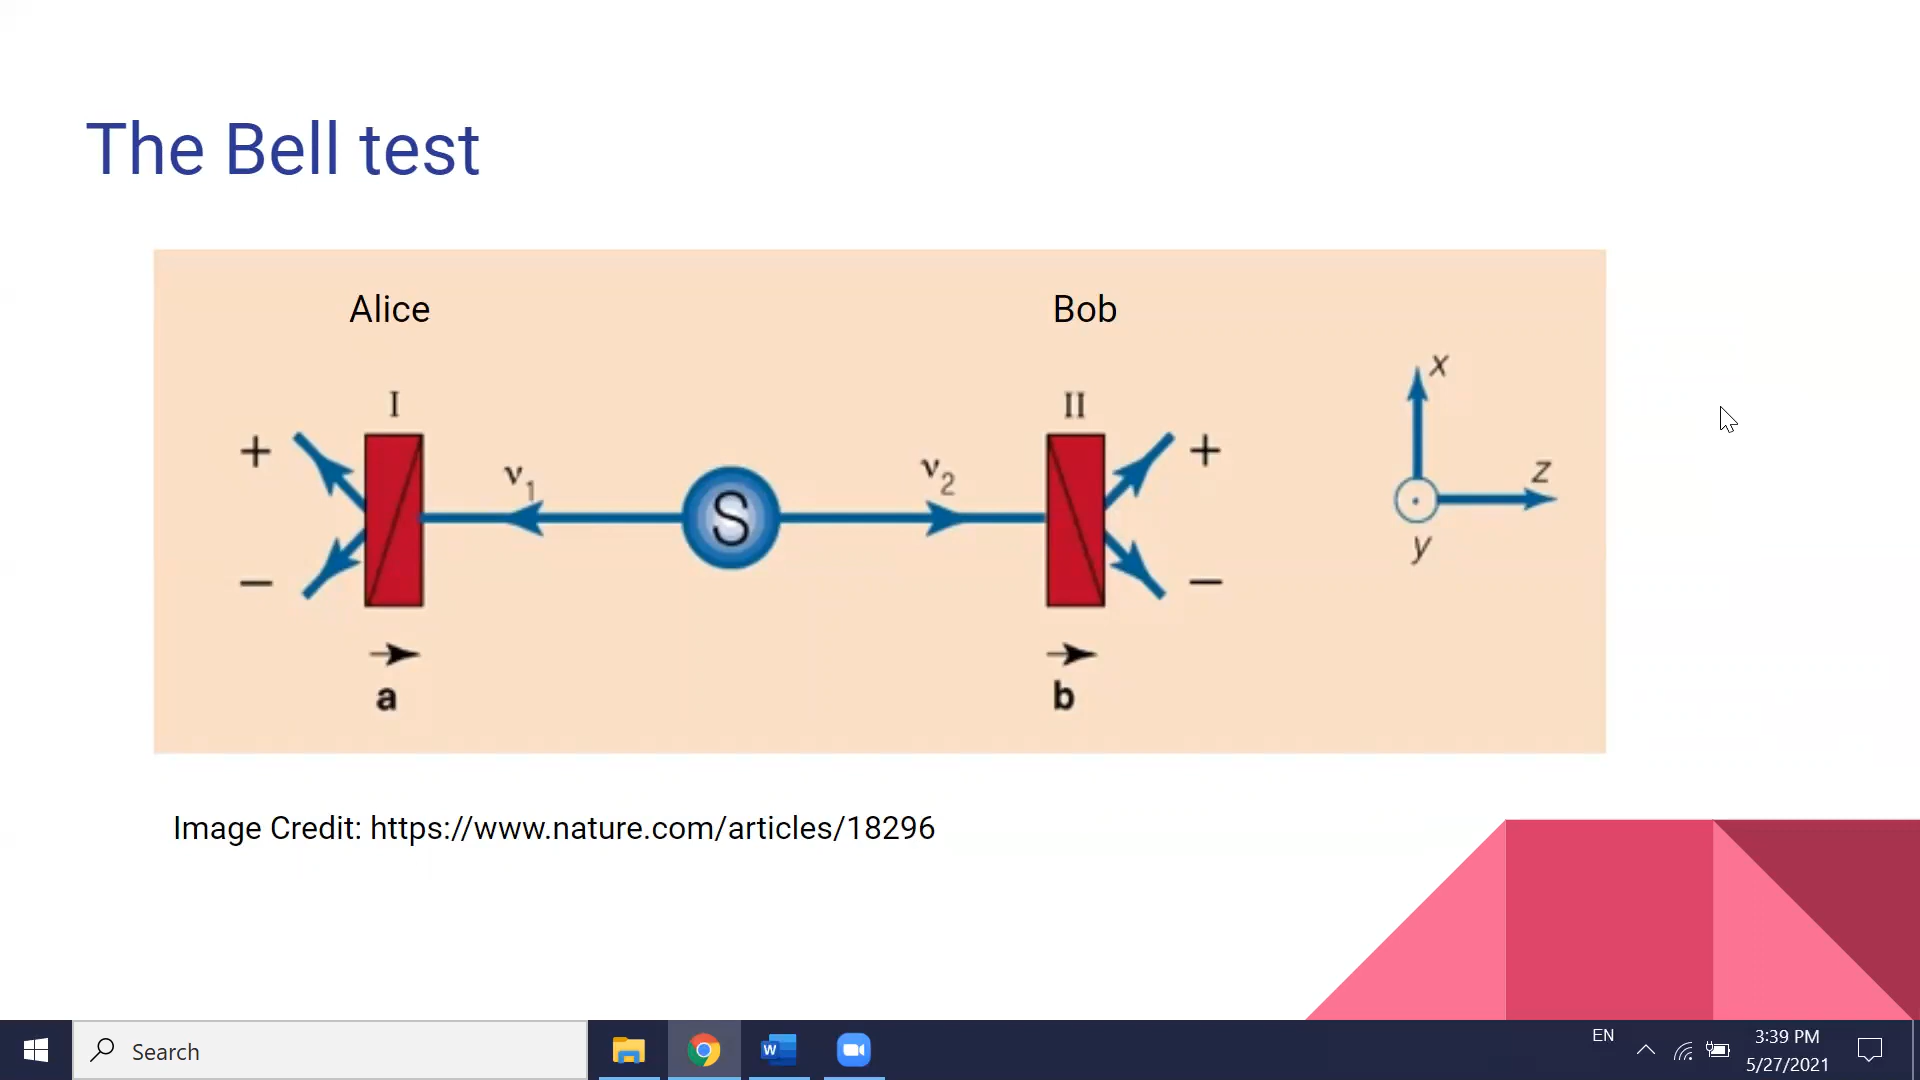 The Bell test
Alice
Bob
I
II
+
ν1
S
ν2
+
−
−
a
b
x
z
y
Image Credit: https://www.nature.com/articles/18296
Search
W
EN
3:39 PM
5/27/2021